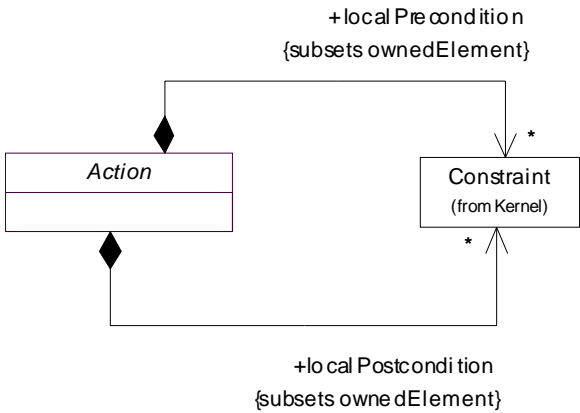 +localPrecondition
{subsets ownedElement}
*
Action
Constraint
(from Kernel)
*
+localPostcondition
{subsets ownedElement}